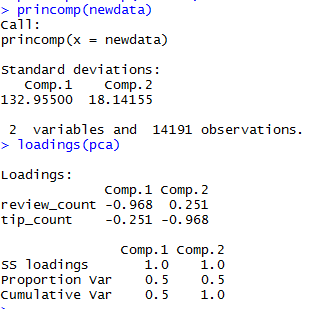 > princomp(newdata)
Call:
princomp(x = newdata)
Standard deviations:
Comp.1 Comp.2
132.95500 18.14155
2 variables and 14191 observations.
> loadings(pca)
Loadings:
Comp.1 Comp.2
review_count -0.968 0.251
tip_count -0.251 -0.968
Comp.1 Comp.2
SS loadings 1.0 1.0
Proportion Var 0.5 0.5
Cumulative Var 0.5 1.0